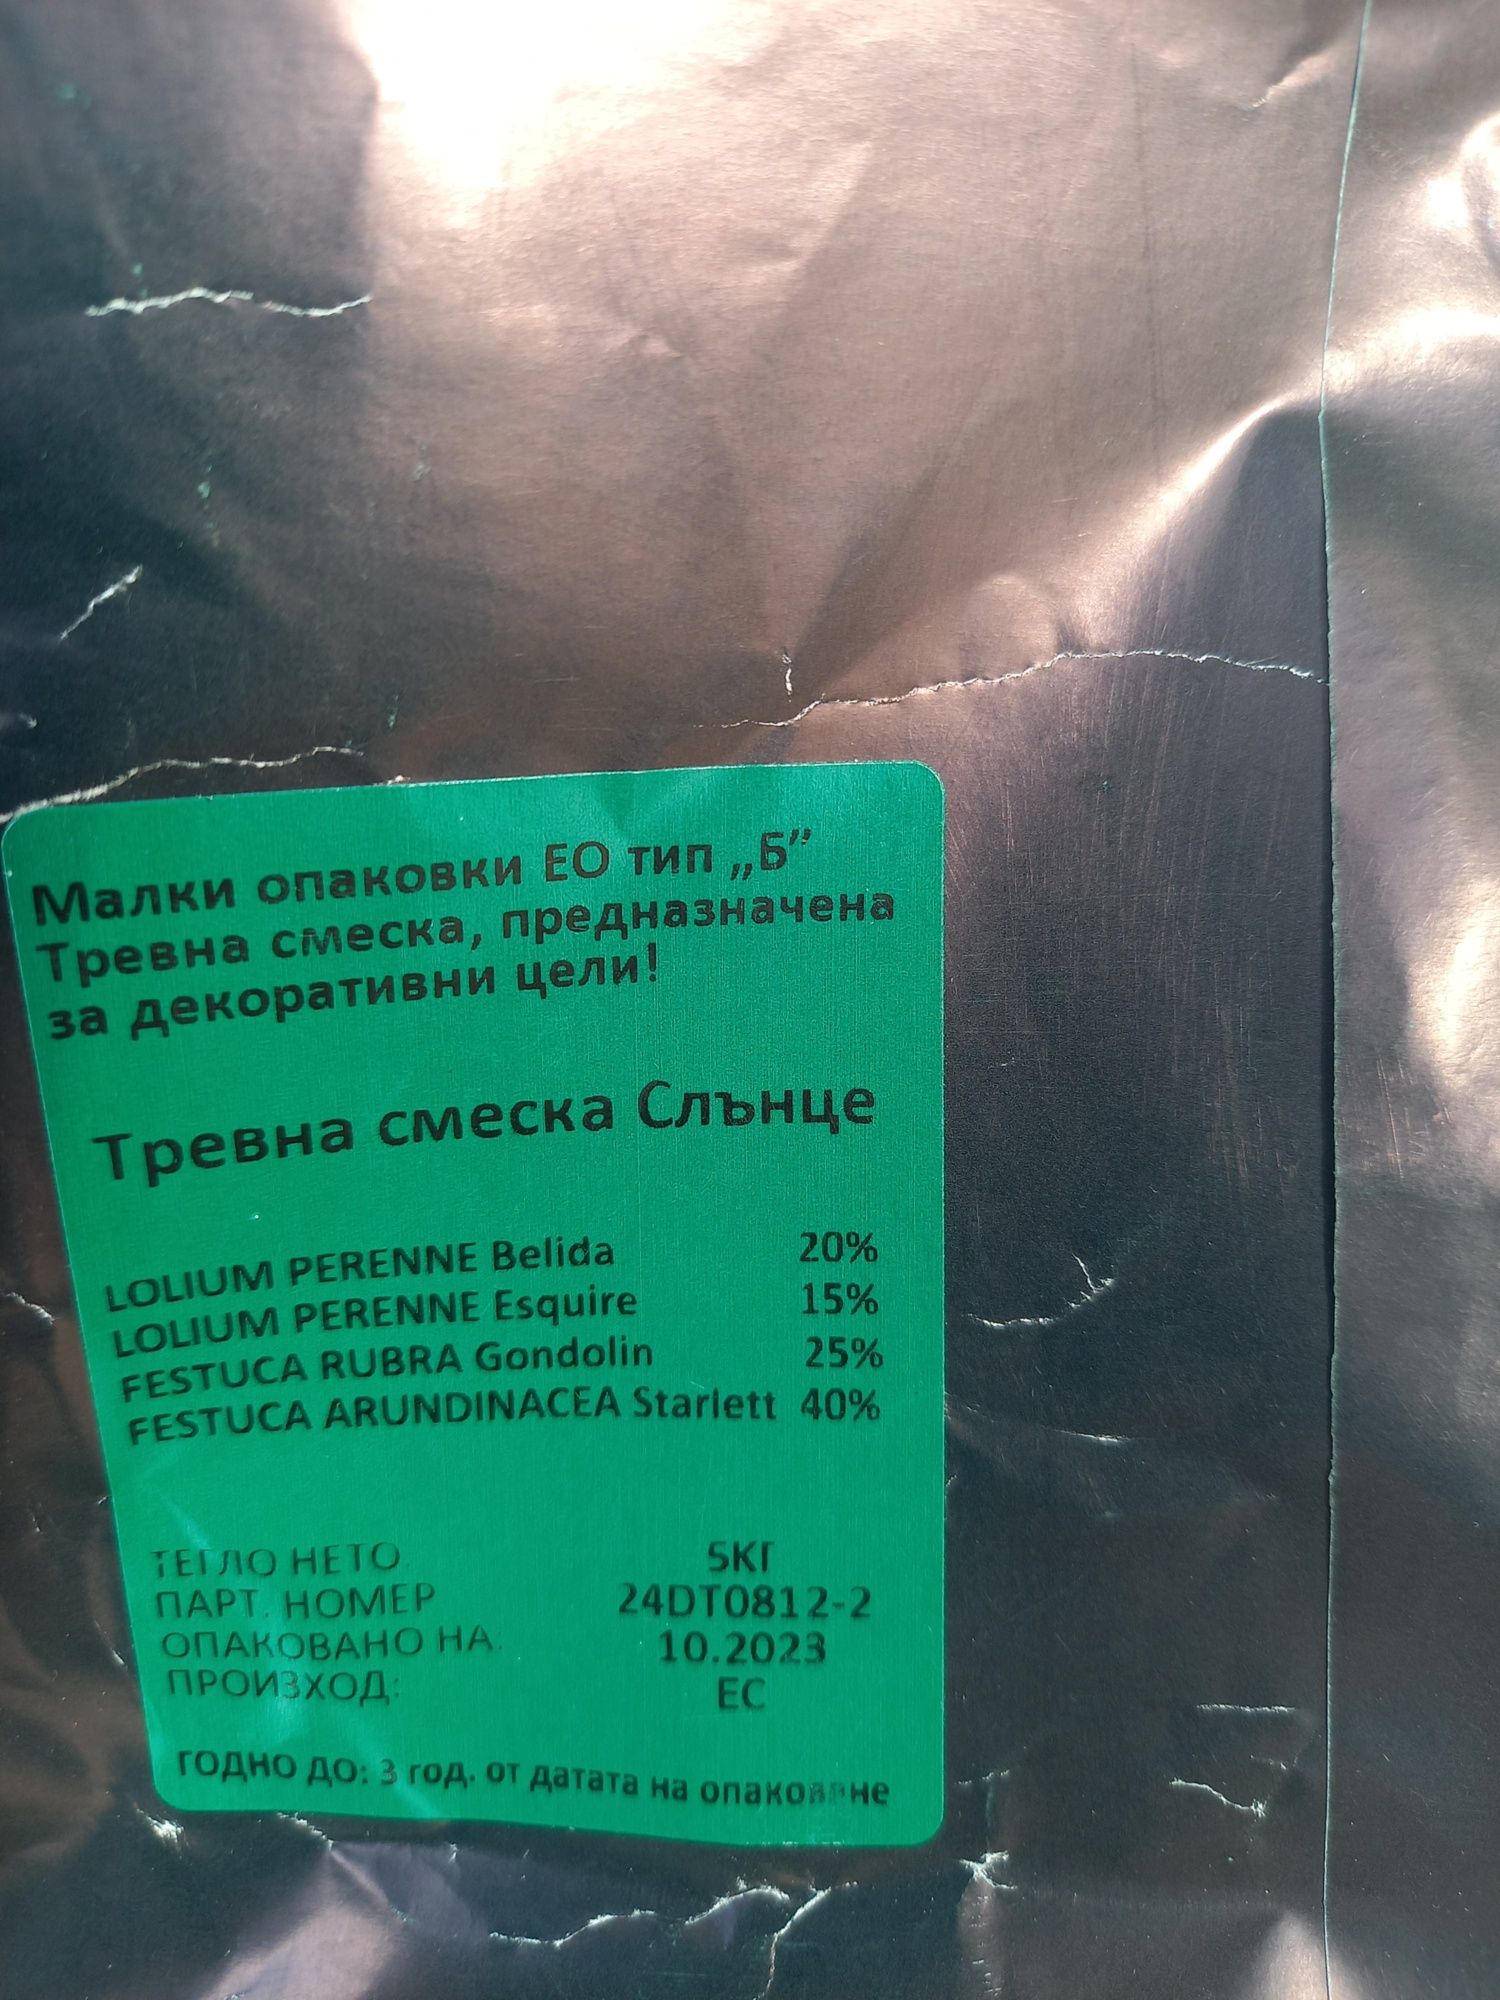 Малки опаковки ЕО тип „Б”
Тревна смеска, предназначена
за декоративни цели!
Тревна смеска Слънце
LOLIUM PERENNE Belida 20%
LOLIUM PERENNE Esquire 15%
FESTUCA RUBRA Gondolin 25%
FESTUCA ARUNDINACEA Starlett 40%
ТЕГЛО НЕТО. 5КГ
ПАРТ. НОМЕР 24DT0812-2
ОПАКОВАНО НА: 10.2023
ПРОИЗХОД: ЕС
ГОДНО ДО: 3 год. от датата на опаковане